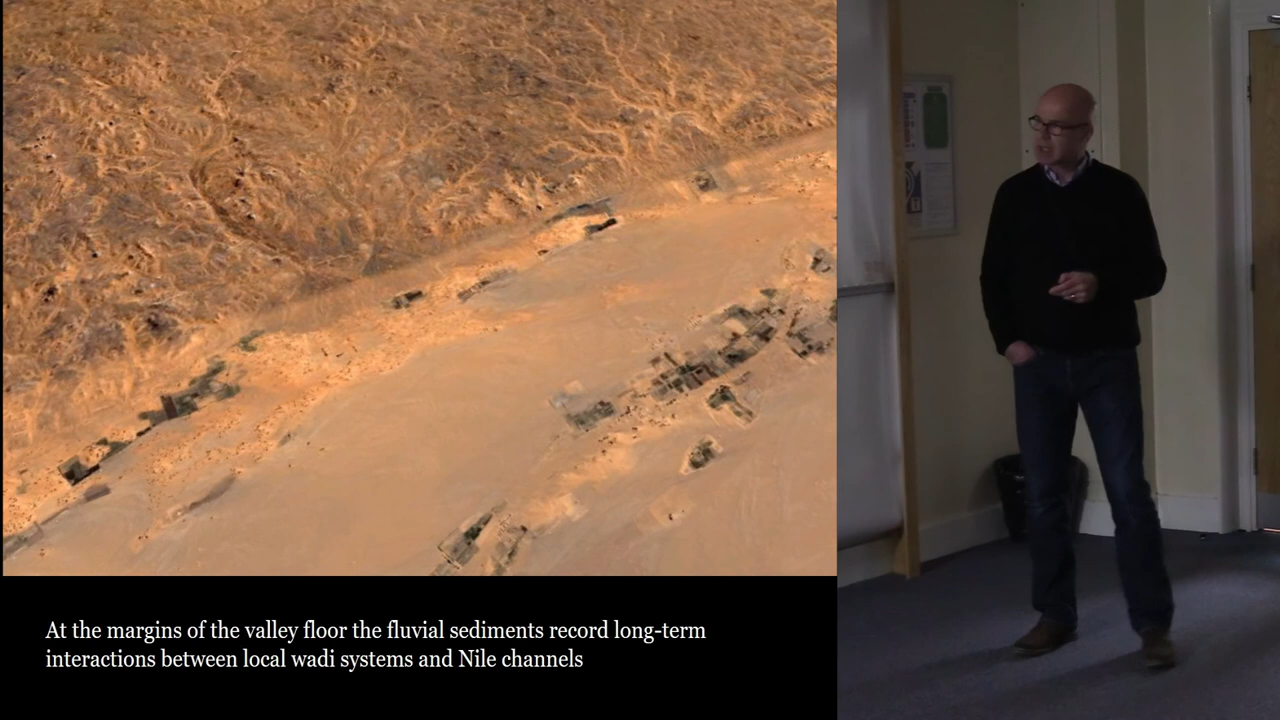 At the margins of the valley floor the fluvial sediments record long-term
interactions between local wadi systems and Nile channels